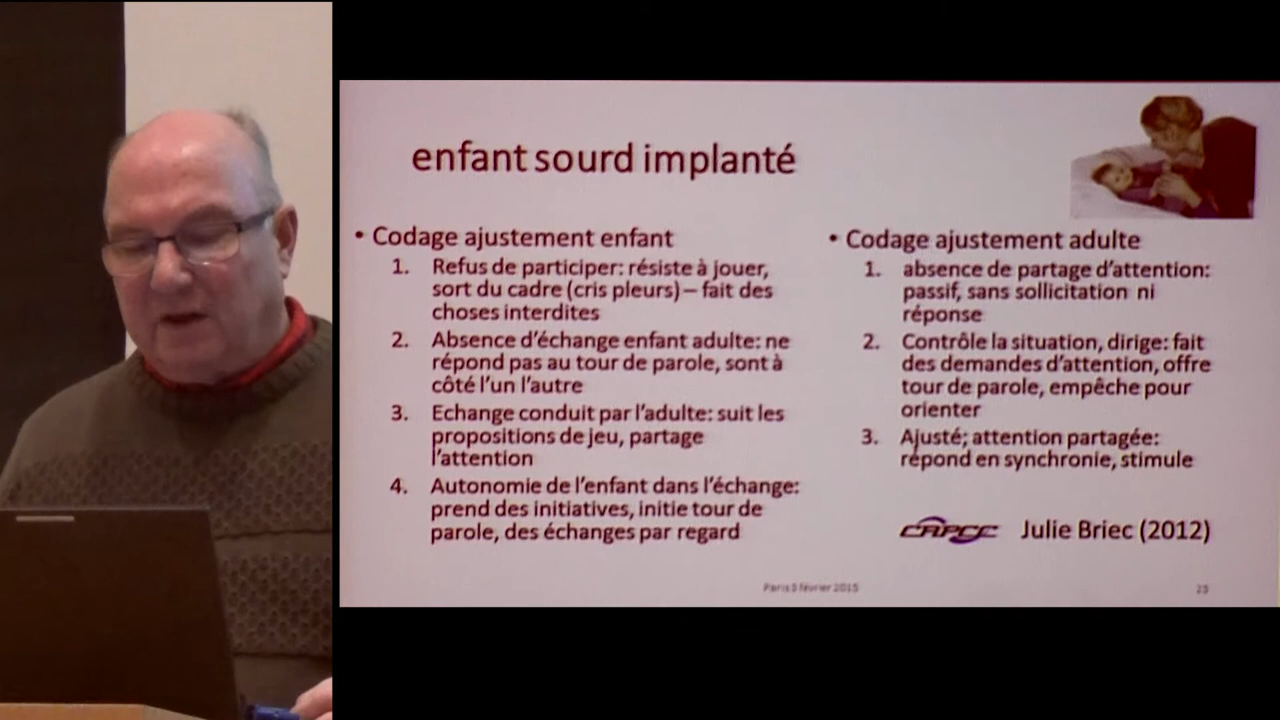 enfant sourd implanté
• Codage ajustement enfant
1. Refus de participer: résiste à jouer,
sort du cadre (cris pleurs) – fait des
choses interdites
2. Absence d'échange enfant adulte: ne
répond pas au tour de parole, sont à
côté l'un l'autre
3. Echange conduit par l'adulte: suit les
propositions de jeu, partage
l'attention
4. Autonomie de l'enfant dans l'échange:
prend des initiatives, initie tour de
parole, des échanges par regard
• Codage ajustement adulte
1. absence de partage d'attention:
passif, sans sollicitation ni
réponse
2. Contrôle la situation, dirige: fait
des demandes d'attention, offre
tour de parole, empêche pour
orienter
3. Ajusté; attention partagée:
répond en synchronie, stimule
Julie Briec (2012)
février 2015